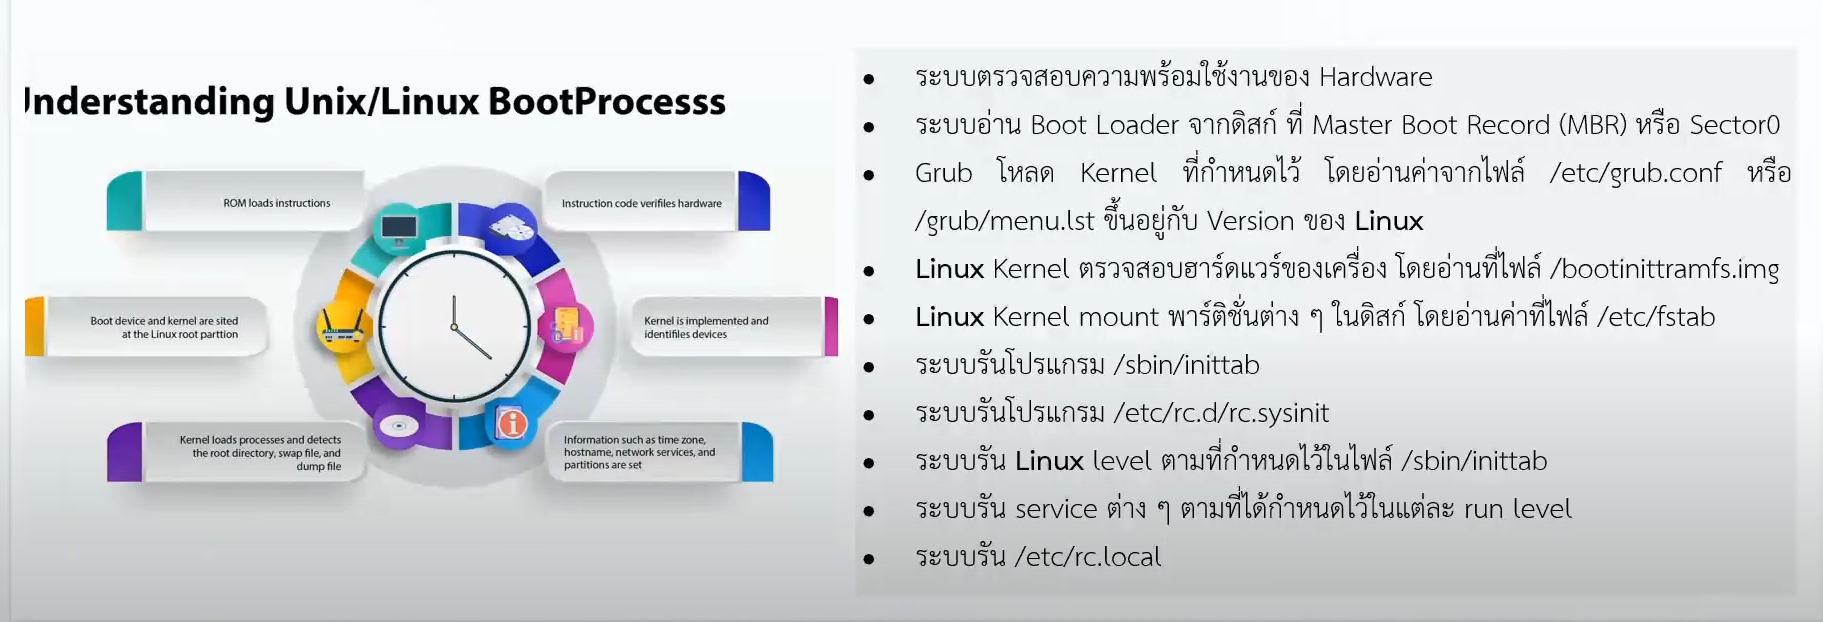 Understanding Unix/Linux BootProcesss
ROM loads instructions
Instruction code verifiles hardware
Boot device and kernel are sited
at the Linux root parttion
Kernel is implemented and
identifiles devices
Kernel loads processes and detects
the root directory, swap file, and
dump file
Information such as time zone,
hostname, network services, and
partitions are set
● ระบบตรวจสอบความพร้อมใช้งานของ Hardware
● ระบบอ่าน Boot Loader จากดิสก์ ที่ Master Boot Record (MBR) หรือ Sector0
● Grub โหลด Kernel ที่กำหนดไว้ โดยอ่านค่าจากไฟล์ /etc/grub.conf หรือ
/grub/menu.lst ขึ้นอยู่กับ Version ของ Linux
● Linux Kernel ตรวจสอบฮาร์ดแวร์ของเครื่อง โดยอ่านที่ไฟล์ /bootinittramfs.img
● Linux Kernel mount พาร์ติชั่นต่าง ๆ ในดิสก์ โดยอ่านค่าที่ไฟล์ /etc/fstab
● ระบบรันโปรแกรม /sbin/inittab
● ระบบรันโปรแกรม /etc/rc.d/rc.sysinit
● ระบบรัน Linux level ตามที่กำหนดไว้ในไฟล์ /sbin/inittab
● ระบบรัน service ต่าง ๆ ตามที่ได้กำหนดไว้ในแต่ละ run level
● ระบบรัน /etc/rc.local